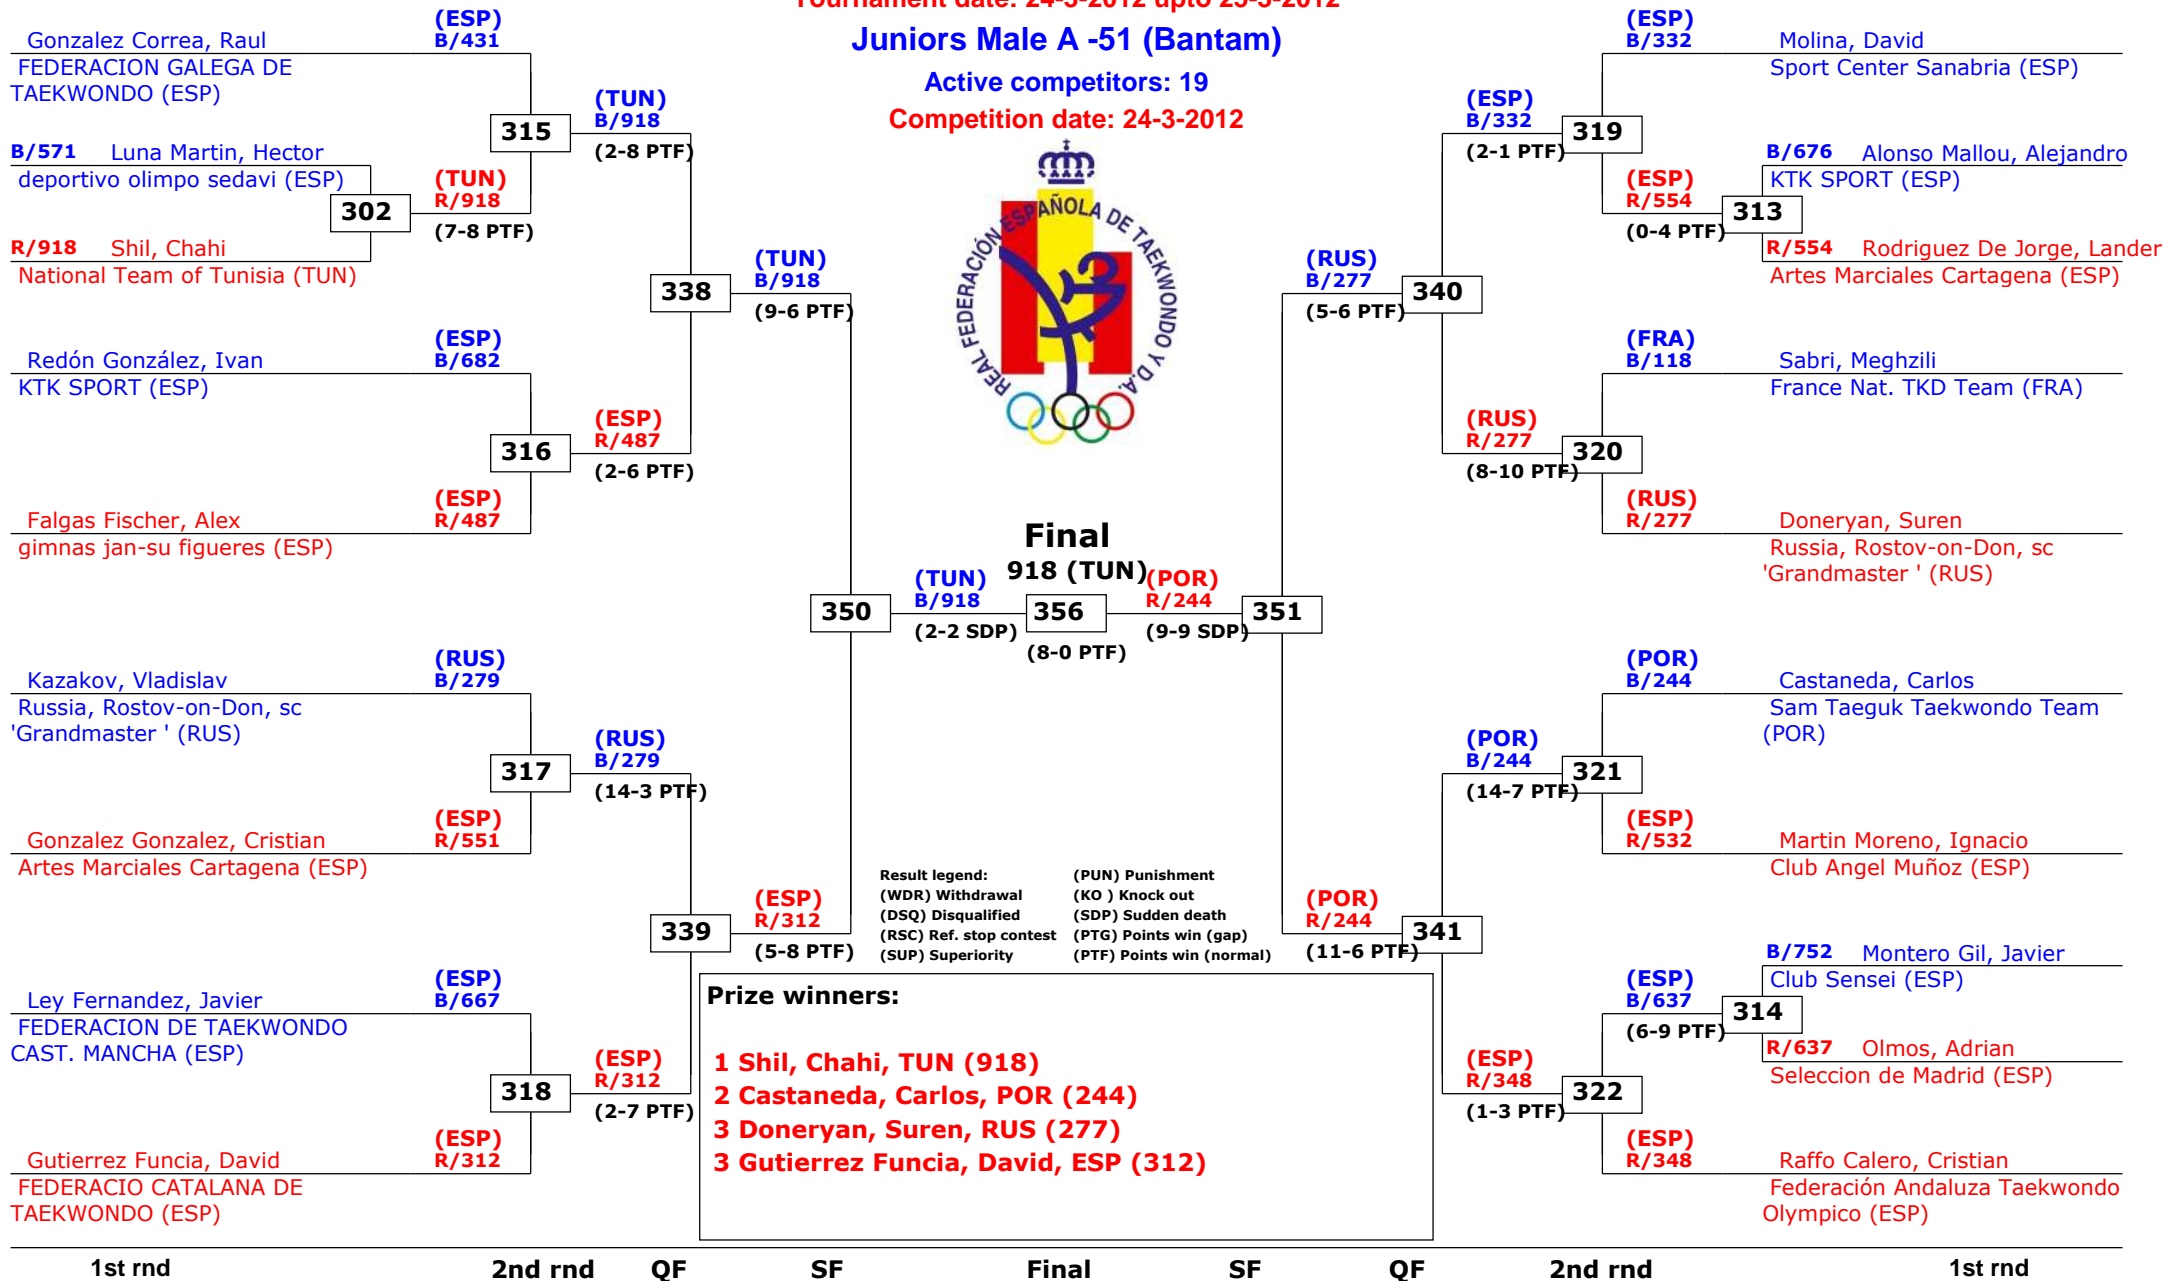 Tournament date: 24-3-2012 upto 25-3-2012
Juniors Male A -51 (Bantam)
Active competitors: 19
Competition date: 24-3-2012
REAL FEDERACIÓN ESPAÑOLA DE TAEKWONDO Y D.A.
(ESP)
Gonzalez Correa, Raul B/431
FEDERACION GALEGA DE
TAEKWONDO (ESP)
B/571 Luna Martin, Hector
deportivo olimpo sedavi (ESP)
302
R/918 Shil, Chahi
National Team of Tunisia (TUN)
(TUN)
R/918
(7-8 PTF)
315
(TUN)
B/918
(2-8 PTF)
(ESP)
Redón González, Ivan B/682
KTK SPORT (ESP)
316
(ESP)
R/487
(2-6 PTF)
(ESP)
Falgas Fischer, Alex R/487
gimnas jan-su figueres (ESP)
338
(TUN)
B/918
(9-6 PTF)
(RUS)
Kazakov, Vladislav B/279
Russia, Rostov-on-Don, sc
'Grandmaster ' (RUS)
317
(RUS)
B/279
(14-3 PTF)
(ESP)
Gonzalez Gonzalez, Cristian R/551
Artes Marciales Cartagena (ESP)
339
(ESP)
R/312
(5-8 PTF)
(ESP)
Ley Fernandez, Javier B/667
FEDERACION DE TAEKWONDO
CAST. MANCHA (ESP)
318
(ESP)
R/312
(2-7 PTF)
(ESP)
Gutierrez Funcia, David R/312
FEDERACIO CATALANA DE
TAEKWONDO (ESP)
350
(TUN)
B/918
(2-2 SDP)
Final
918 (TUN)
356
(8-0 PTF)
(POR)
R/244
(9-9 SDP)
351
(RUS)
B/277
(5-6 PTF)
340
(ESP)
B/332
(2-1 PTF)
319
(ESP)
B/332 Molina, David
Sport Center Sanabria (ESP)
B/676 Alonso Mallou, Alejandro
KTK SPORT (ESP)
(ESP)
R/554
(0-4 PTF)
313
R/554 Rodriguez De Jorge, Lander
Artes Marciales Cartagena (ESP)
(FRA)
B/118 Sabri, Meghzili
France Nat. TKD Team (FRA)
(RUS)
R/277
(8-10 PTF)
320
(RUS)
R/277 Doneryan, Suren
Russia, Rostov-on-Don, sc
'Grandmaster ' (RUS)
(POR)
B/244 Castaneda, Carlos
Sam Taeguk Taekwondo Team
(POR)
(POR)
B/244
(14-7 PTF)
321
(ESP)
R/532 Martin Moreno, Ignacio
Club Angel Muñoz (ESP)
(POR)
R/244
(11-6 PTF)
341
B/752 Montero Gil, Javier
Club Sensei (ESP)
(ESP)
B/637
(6-9 PTF)
314
R/637 Olmos, Adrian
Seleccion de Madrid (ESP)
(ESP)
R/348
(1-3 PTF)
322
(ESP)
R/348 Raffo Calero, Cristian
Federación Andaluza Taekwondo
Olympico (ESP)
Result legend: (PUN) Punishment
(WDR) Withdrawal (KO ) Knock out
(DSQ) Disqualified (SDP) Sudden death
(RSC) Ref. stop contest (PTG) Points win (gap)
(SUP) Superiority (PTF) Points win (normal)
Prize winners:
1 Shil, Chahi, TUN (918)
2 Castaneda, Carlos, POR (244)
3 Doneryan, Suren, RUS (277)
3 Gutierrez Funcia, David, ESP (312)
1st rnd 2nd rnd QF SF Final SF QF 2nd rnd 1st rnd